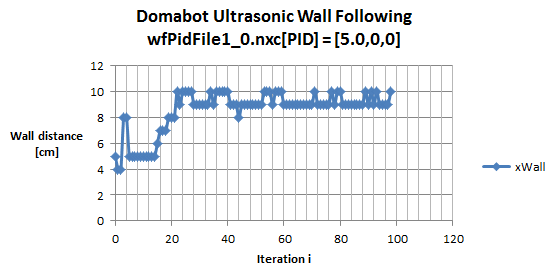 Domabot Ultrasonic Wall Following
wfPidFile1_0.nxc[PID] = [5.0,0,0]
12
10
8
6
4
2
0
Wall distance
[cm]
xWall
0 20 40 60 80 100 120
Iteration i